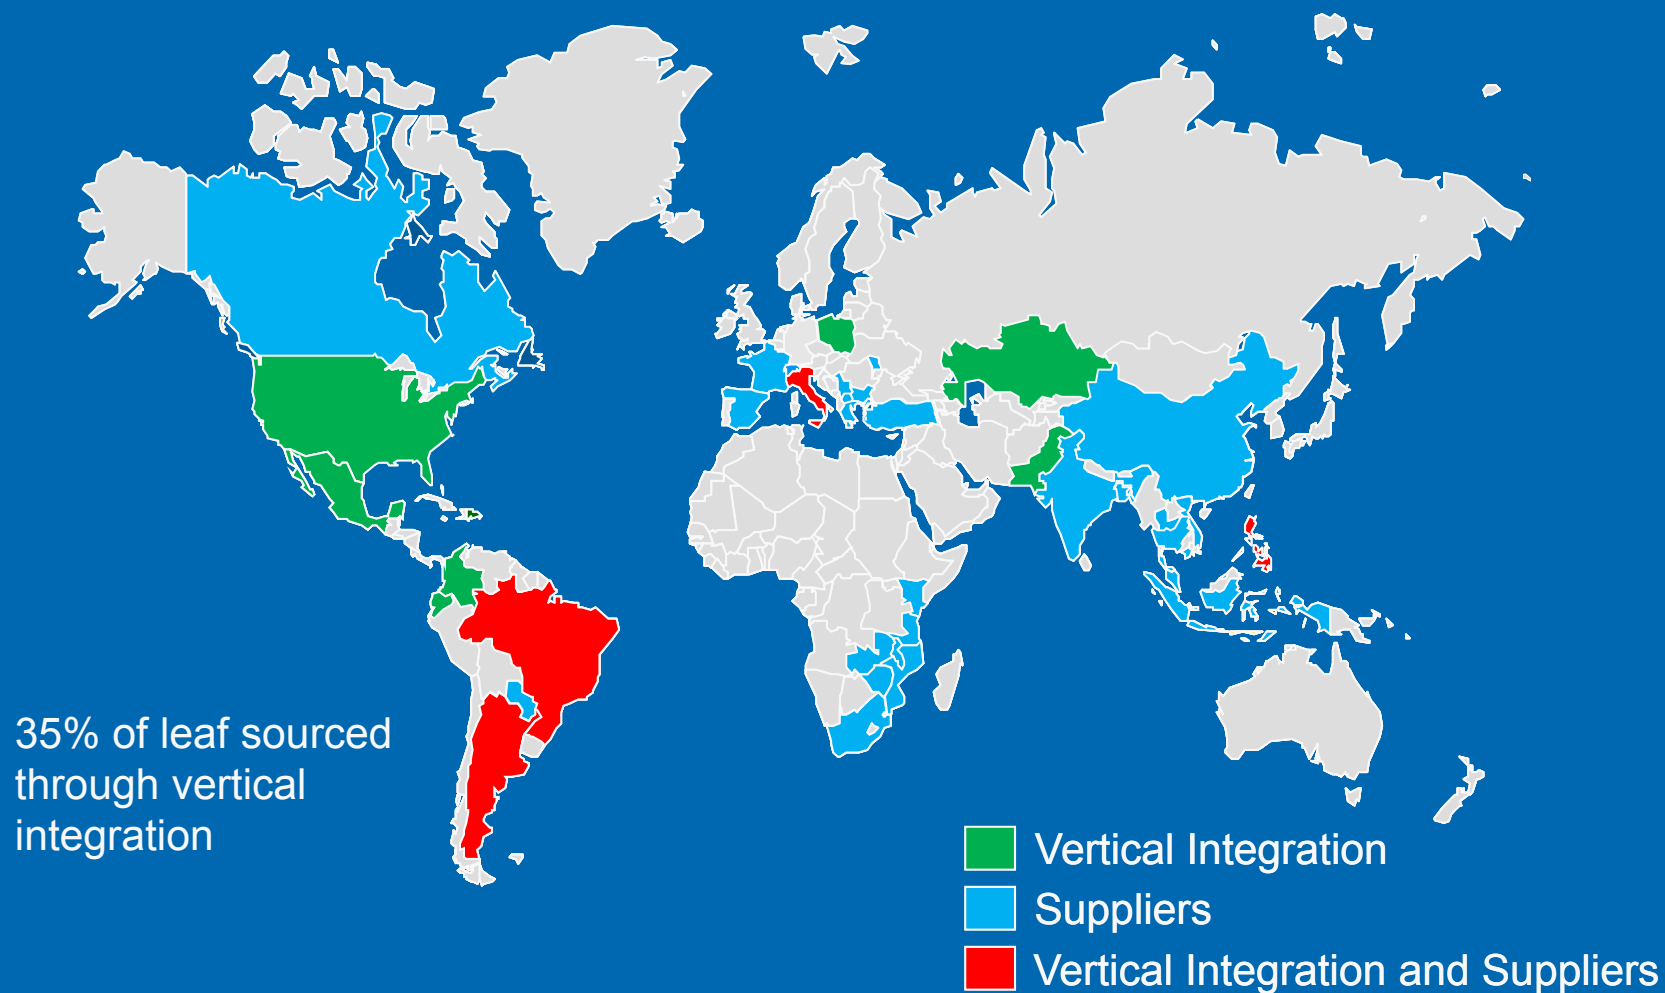 35% of leaf sourced
through vertical
integration
Vertical Integration
Suppliers
Vertical Integration and Suppliers